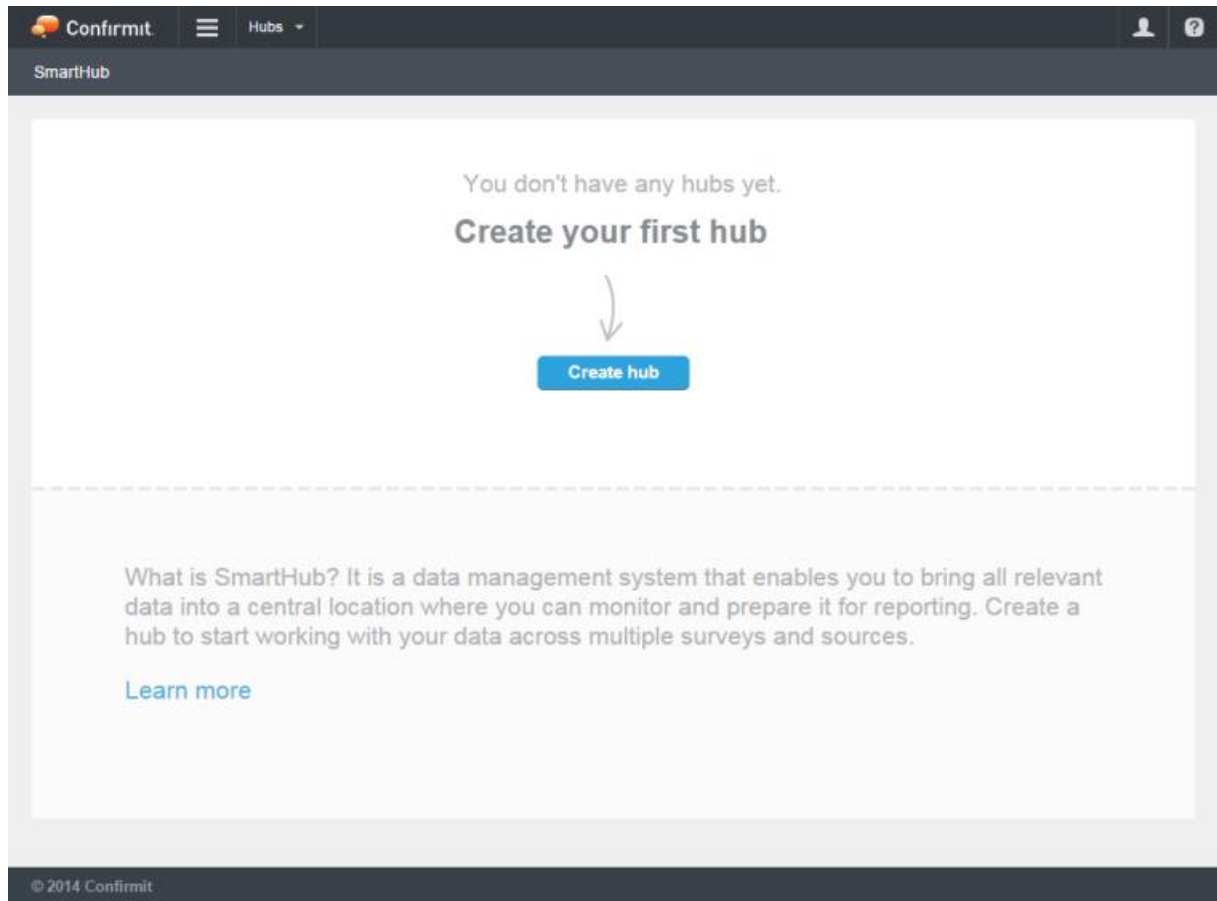 Confirmit
Hubs
?
SmartHub
You don't have any hubs yet.
Create your first hub
Create hub
What is SmartHub? It is a data management system that enables you to bring all relevant
data into a central location where you can monitor and prepare it for reporting. Create a
hub to start working with your data across multiple surveys and sources.
Learn more
© 2014 Confirmit